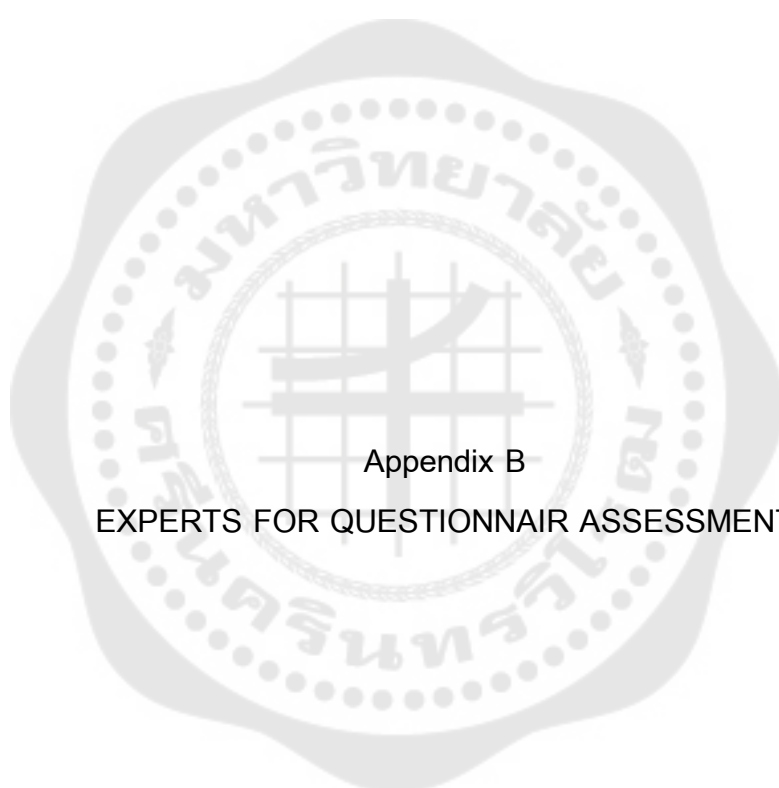 มหาวิทยาลัย
Appendix B
EXPERTS FOR QUESTIONNAIR ASSESSMENT
ศรีนครินทรวิโรฒ